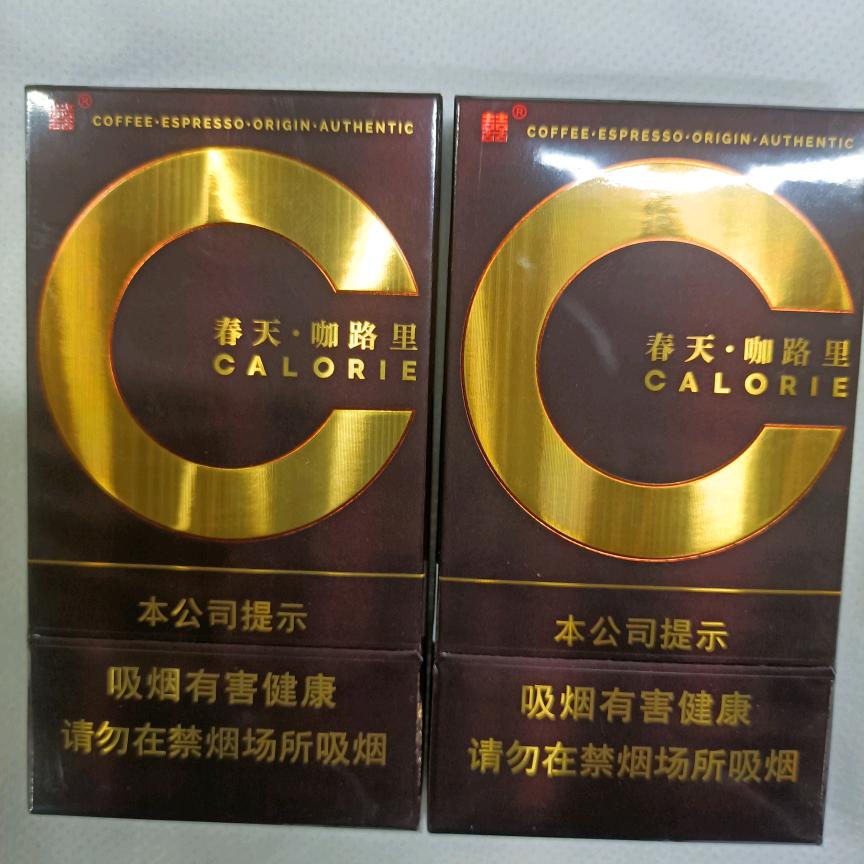 囍®
COFFEE·ESPRESSO·ORIGIN·AUTHENTIC
春天·咖路里
CALORIE
本公司提示
吸烟有害健康
请勿在禁烟场所吸烟
囍®
COFFEE·ESPRESSO·ORIGIN·AUTHENTIC
春天·咖路里
CALORIE
本公司提示
吸烟有害健康
请勿在禁烟场所吸烟